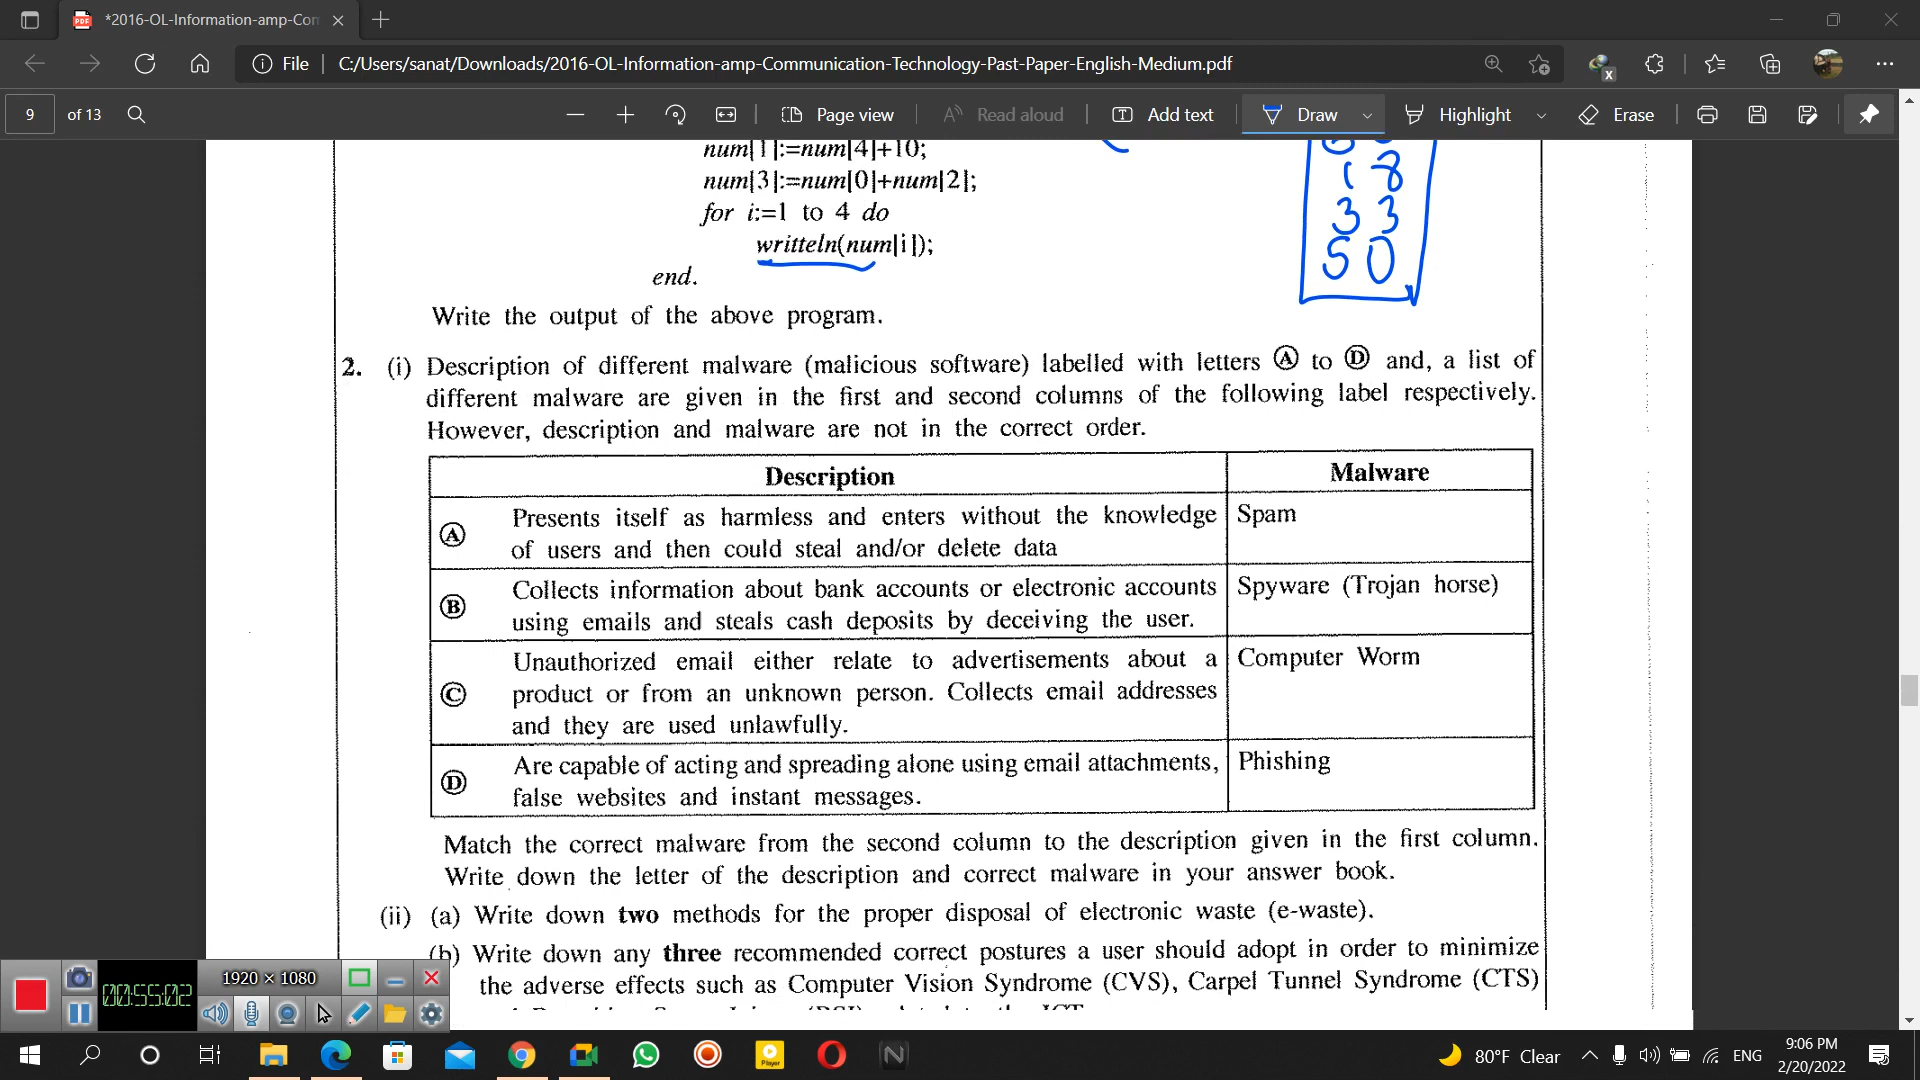 *2016-OL-Information-amp-Com
File
C:/Users/sanat/Downloads/2016-OL-Information-amp-Communication-Technology-Past-Paper-English-Medium.pdf
9 of 13
Page view
Read aloud
Add text
Draw
Highlight
Erase
num[1]:=num[4]+10;
num[3]:=num[0]+num[2];
for i:=1 to 4 do
writteln(num[i]);
end.
1 8
3 3
5 0
Write the output of the above program.
2. (i) Description of different malware (malicious software) labelled with letters Ⓐ to Ⓓ and, a list of
different malware are given in the first and second columns of the following label respectively.
However, description and malware are not in the correct order.
Description Malware
Ⓐ Presents itself as harmless and enters without the knowledge Spam
of users and then could steal and/or delete data
Ⓑ Collects information about bank accounts or electronic accounts Spyware (Trojan horse)
using emails and steals cash deposits by deceiving the user.
Unauthorized email either relate to advertisements about a Computer Worm
Ⓒ product or from an unknown person. Collects email addresses
and they are used unlawfully.
Ⓓ Are capable of acting and spreading alone using email attachments, Phishing
false websites and instant messages.
Match the correct malware from the second column to the description given in the first column.
Write down the letter of the description and correct malware in your answer book.
(ii) (a) Write down two methods for the proper disposal of electronic waste (e-waste).
(b) Write down any three recommended correct postures a user should adopt in order to minimize
the adverse effects such as Computer Vision Syndrome (CVS), Carpel Tunnel Syndrome (CTS)
1920 × 1080
00:55:02
80°F Clear
ENG
9:06 PM
2/20/2022